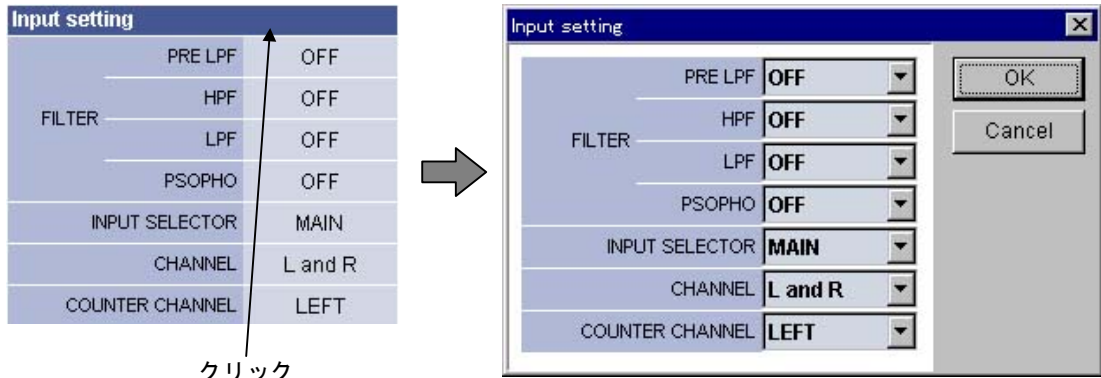 Input setting
PRE LPF OFF
HPF OFF
FILTER
LPF OFF
PSOPHO OFF
INPUT SELECTOR MAIN
CHANNEL L and R
COUNTER CHANNEL LEFT
クリック
Input setting
PRE LPF OFF
HPF OFF
FILTER
LPF OFF
PSOPHO OFF
INPUT SELECTOR MAIN
CHANNEL L and R
COUNTER CHANNEL LEFT
OK
Cancel